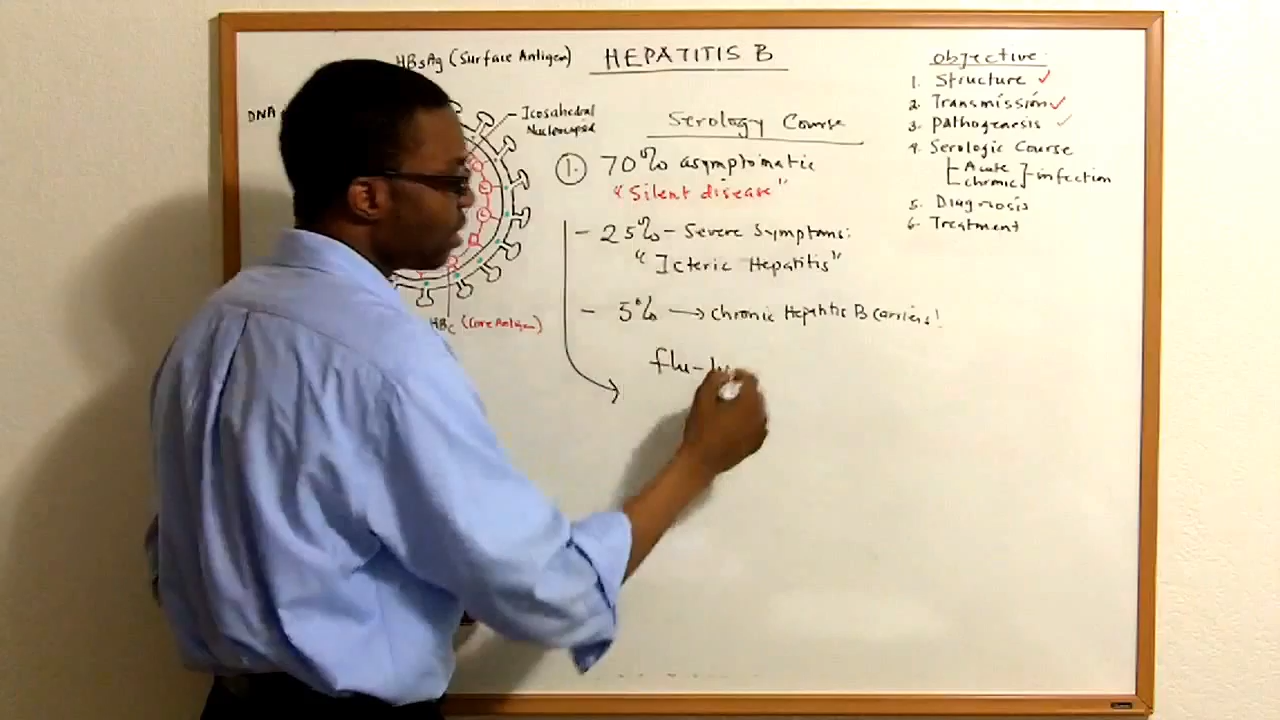 HBsAg (Surface Antigen)
HEPATITIS B
DNA
Icosahedral
Nucleocapsid
HBc (Core Antigen)
Serology Course
1. 70% asymptomatic
"Silent disease"
- 25% - Severe Symptoms:
"Icteric Hepatitis"
- 5% → Chronic Hepatitis B carriers!
flu-
Objective:
1. Structure ✓
2. Transmission ✓
3. Pathogenesis ✓
4. Serologic Course
Acute
chronic
infection
5. Diagnosis
6. Treatment